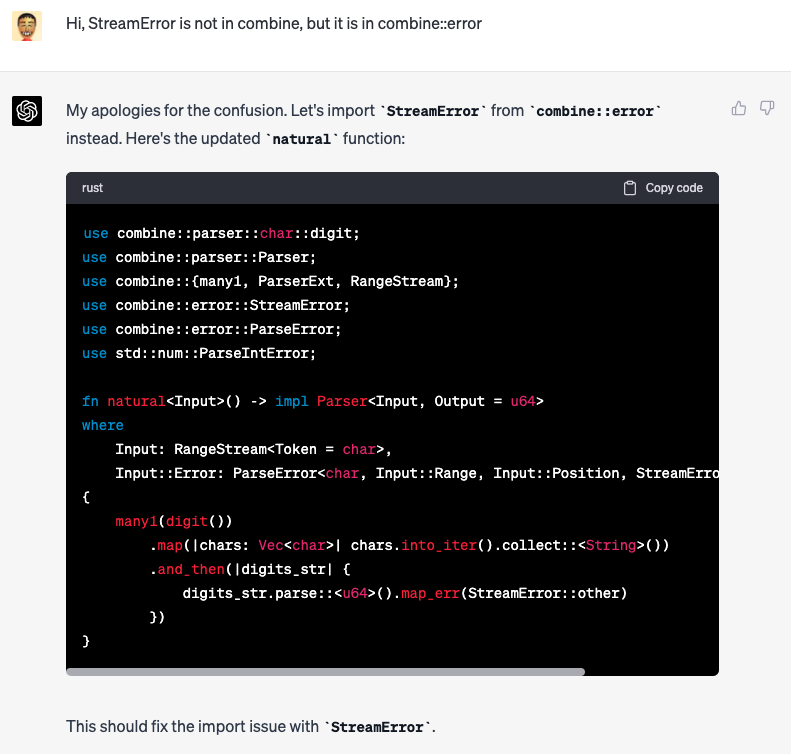 Hi, StreamError is not in combine, but it is in combine::error
My apologies for the confusion. Let's import `StreamError` from `combine::error`
instead. Here's the updated `natural` function:
rust
Copy code
use combine::parser::char::digit;
use combine::parser::Parser;
use combine::{many1, ParserExt, RangeStream};
use combine::error::StreamError;
use combine::error::ParseError;
use std::num::ParseIntError;
fn natural<Input>() -> impl Parser<Input, Output = u64>
where
    Input: RangeStream<Token = char>,
    Input::Error: ParseError<char, Input::Range, Input::Position, StreamErro
{
    many1(digit())
        .map(|chars: Vec<char>| chars.into_iter().collect::<String>())
        .and_then(|digits_str| {
            digits_str.parse::<u64>().map_err(StreamError::other)
        })
}
This should fix the import issue with `StreamError`.